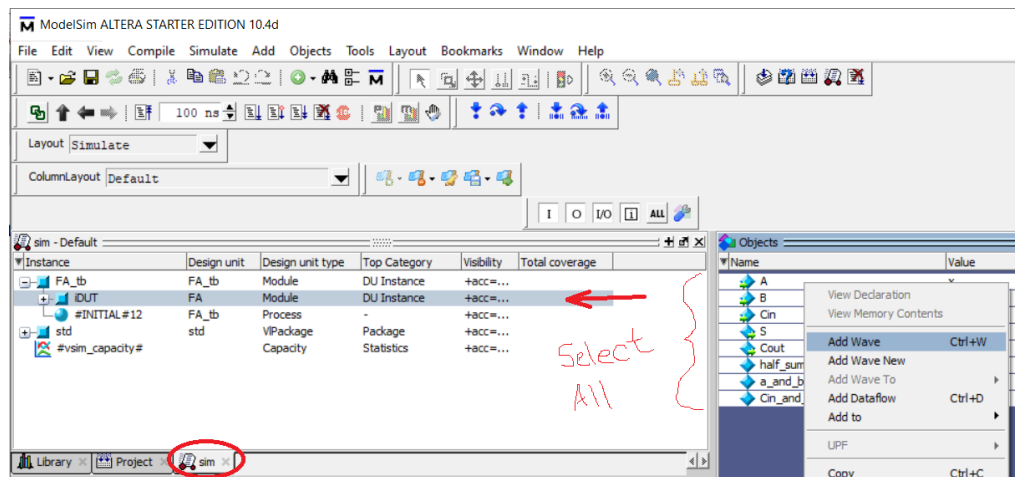 ModelSim ALTERA STARTER EDITION 10.4d
File Edit View Compile Simulate Add Objects Tools Layout Bookmarks Window Help
100 ns
Layout Simulate
ColumnLayout Default
I O I/O 1 ALL
sim - Default
Instance Design unit Design unit type Top Category Visibility Total coverage
FA_tb FA_tb Module DU Instance +acc=...
iDUT FA Module DU Instance +acc=...
#INITIAL#12 FA_tb Process - +acc=...
std std VlPackage Package +acc=...
#vsim_capacity# Capacity Statistics +acc=...
Select
All
Library Project sim
Objects
Name Value
A x
B
Cin
S
Cout
half_sum
a_and_b
Cin_and_
View Declaration
View Memory Contents
Add Wave Ctrl+W
Add Wave New
Add Wave To
Add Dataflow Ctrl+D
Add to
UPF
Copy Ctrl+C